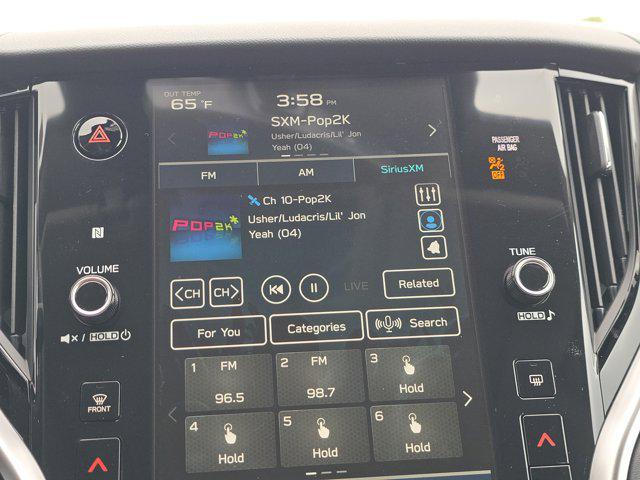 OUT TEMP
65 °F
3:58 PM
SXM-Pop2K
POP2K
Usher/Ludacris/Lil' Jon
Yeah (04)
PASSENGER
AIR BAG
OFF
FM
AM
SiriusXM
Ch 10-Pop2K
POP2K
Usher/Ludacris/Lil' Jon
Yeah (04)
N
VOLUME
TUNE
<CH
CH>
LIVE
Related
HOLD
× / HOLD
For You
Categories
Search
1 FM
96.5
2 FM
98.7
3
Hold
FRONT
4
Hold
5
Hold
6
Hold